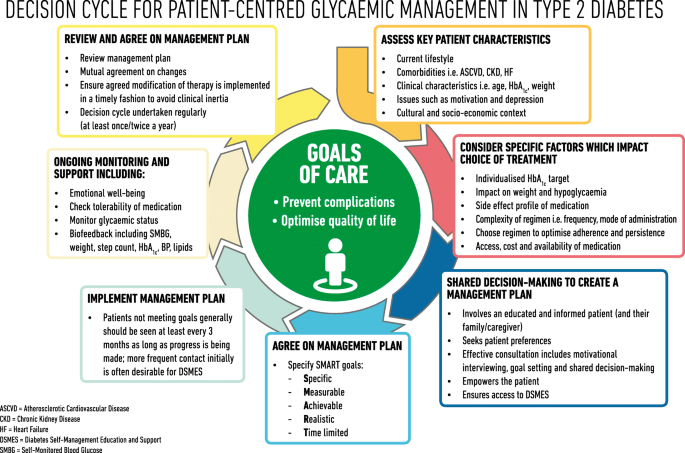 DECISION CYCLE FOR PATIENT-CENTRED GLYCAEMIC MANAGEMENT IN TYPE 2 DIABETES
REVIEW AND AGREE ON MANAGEMENT PLAN
• Review management plan
• Mutual agreement on changes
• Ensure agreed modification of therapy is implemented
in a timely fashion to avoid clinical inertia
• Decision cycle undertaken regularly
(at least once/twice a year)
ASSESS KEY PATIENT CHARACTERISTICS
• Current lifestyle
• Comorbidities i.e. ASCVD, CKD, HF
• Clinical characteristics i.e. age, HbA1c, weight
• Issues such as motivation and depression
• Cultural and socio-economic context
CONSIDER SPECIFIC FACTORS WHICH IMPACT
CHOICE OF TREATMENT
• Individualised HbA1c target
• Impact on weight and hypoglycaemia
• Side effect profile of medication
• Complexity of regimen i.e. frequency, mode of administration
• Choose regimen to optimise adherence and persistence
• Access, cost and availability of medication
SHARED DECISION-MAKING TO CREATE A
MANAGEMENT PLAN
• Involves an educated and informed patient (and their
family/caregiver)
• Seeks patient preferences
• Effective consultation includes motivational
interviewing, goal setting and shared decision-making
• Empowers the patient
• Ensures access to DSMES
AGREE ON MANAGEMENT PLAN
• Specify SMART goals:
- Specific
- Measurable
- Achievable
- Realistic
- Time limited
IMPLEMENT MANAGEMENT PLAN
• Patients not meeting goals generally
should be seen at least every 3
months as long as progress is being
made; more frequent contact initially
is often desirable for DSMES
ONGOING MONITORING AND
SUPPORT INCLUDING:
• Emotional well-being
• Check tolerability of medication
• Monitor glycaemic status
• Biofeedback including SMBG,
weight, step count, HbA1c, BP, lipids
GOALS
OF CARE
• Prevent complications
• Optimise quality of life
ASCVD = Atherosclerotic Cardiovascular Disease
CKD = Chronic Kidney Disease
HF = Heart Failure
DSMES = Diabetes Self-Management Education and Support
SMBG = Self-Monitored Blood Glucose